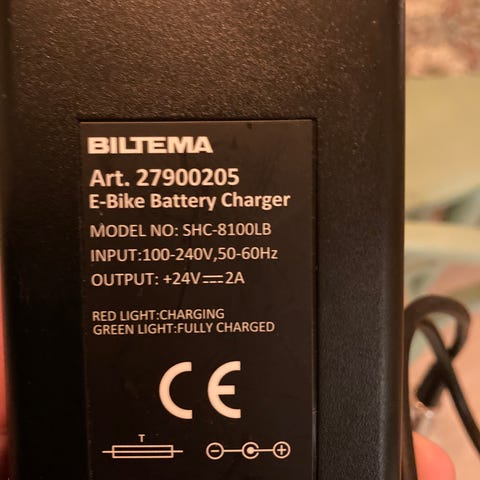 BILTEMA
Art. 27900205
E-Bike Battery Charger
MODEL NO: SHC-8100LB
INPUT:100-240V,50-60Hz
OUTPUT: +24V⎓2A
RED LIGHT:CHARGING
GREEN LIGHT:FULLY CHARGED
CE
T